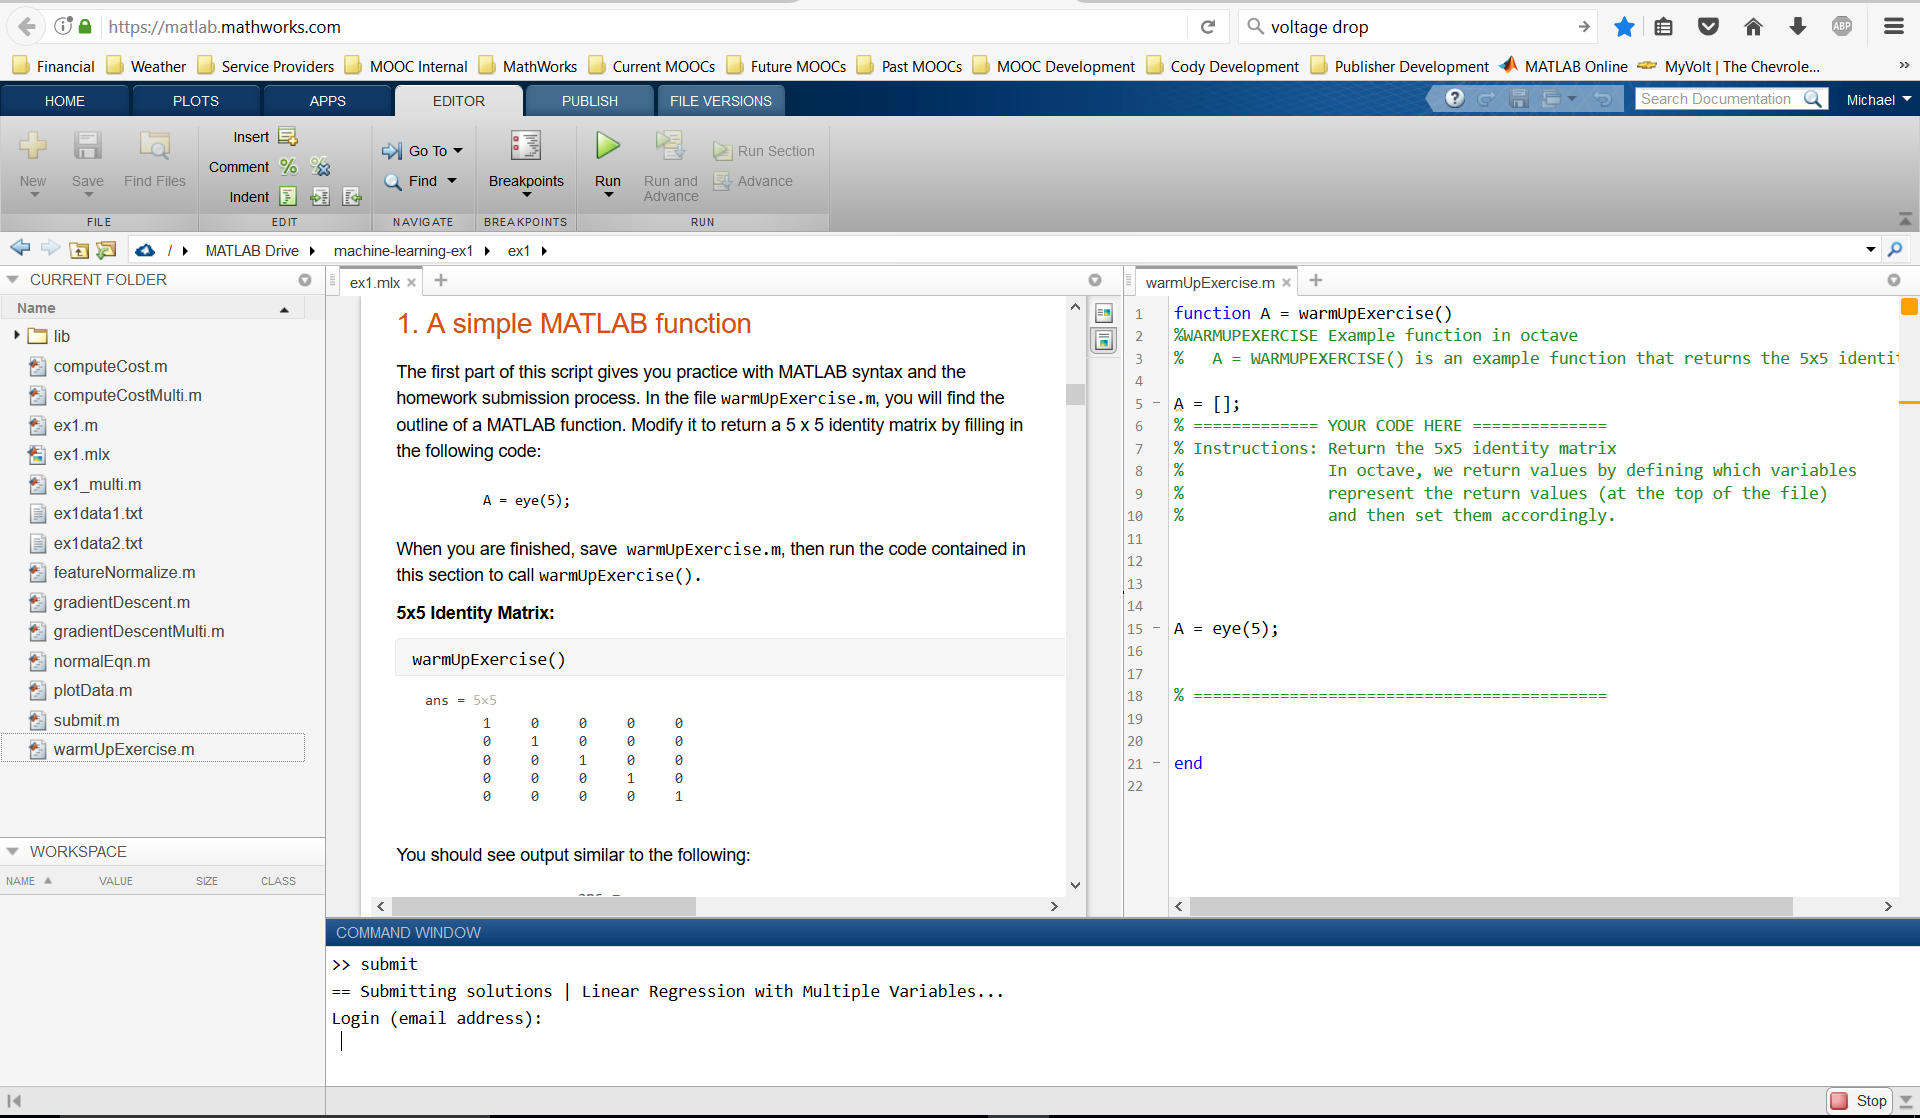 https://matlab.mathworks.com
voltage drop
ABP
Financial Weather Service Providers MOOC Internal MathWorks Current MOOCs Future MOOCs Past MOOCs MOOC Development Cody Development Publisher Development MATLAB Online MyVolt | The Chevrole... »
HOME PLOTS APPS EDITOR PUBLISH FILE VERSIONS
Search Documentation Michael
New Save Find Files
Insert
Comment
Indent
Go To
Find
Breakpoints
Run
Run and
Advance
Run Section
Advance
FILE EDIT NAVIGATE BREAKPOINTS RUN
/ MATLAB Drive machine-learning-ex1 ex1
CURRENT FOLDER
Name
lib
computeCost.m
computeCostMulti.m
ex1.m
ex1.mlx
ex1_multi.m
ex1data1.txt
ex1data2.txt
featureNormalize.m
gradientDescent.m
gradientDescentMulti.m
normalEqn.m
plotData.m
submit.m
warmUpExercise.m
WORKSPACE
NAME VALUE SIZE CLASS
ex1.mlx × +
1. A simple MATLAB function
The first part of this script gives you practice with MATLAB syntax and the
homework submission process. In the file warmUpExercise.m, you will find the
outline of a MATLAB function. Modify it to return a 5 x 5 identity matrix by filling in
the following code:
A = eye(5);
When you are finished, save warmUpExercise.m, then run the code contained in
this section to call warmUpExercise().
5x5 Identity Matrix:
warmUpExercise()
ans = 5×5
1 0 0 0 0
0 1 0 0 0
0 0 1 0 0
0 0 0 1 0
0 0 0 0 1
You should see output similar to the following:
warmUpExercise.m × +
1 function A = warmUpExercise()
2 %WARMUPEXERCISE Example function in octave
3 % A = WARMUPEXERCISE() is an example function that returns the 5x5 identi
4
5 − A = [];
6 % ============= YOUR CODE HERE ==============
7 % Instructions: Return the 5x5 identity matrix
8 % In octave, we return values by defining which variables
9 % represent the return values (at the top of the file)
10 % and then set them accordingly.
11
12
13
14
15 − A = eye(5);
16
17
18 % ===========================================
19
20
21 − end
22
COMMAND WINDOW
>> submit
== Submitting solutions | Linear Regression with Multiple Variables...
Login (email address):
Stop